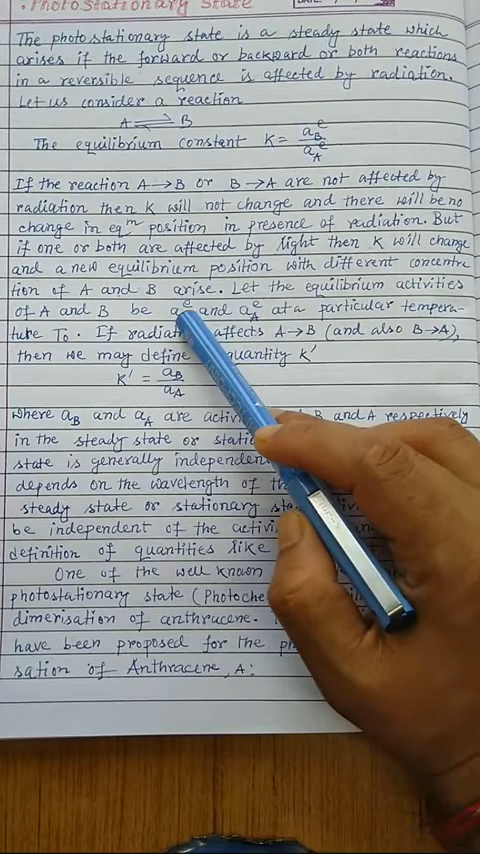 • Photostationary State
The photostationary state is a steady state which
arises if the forward or backward or both reactions
in a reversible sequence is affected by radiation.
Let us consider a reaction
A ⇌ B
The equilibrium constant K = a_B^e / a_A^e
If the reaction A → B or B → A are not affected by
radiation then K will not change and there will be no
change in eq^m position in presence of radiation. But
if one or both are affected by light then K will change
and a new equilibrium position with different concentra
tion of A and B arise. Let the equilibrium activities
of A and B be a^e and a_A^e at a particular tempera-
ture T₀. If affects A → B (and also B → A),
then we may define quantity K'
K' = a_B / a_A
where a_B and a_A are B and A respectively
in the steady state or
state is generally
depends on the wavelength of
steady state or stationary
be independent of the
definition of quantities like
One of the well known
photostationary state
dimerisation of anthracene.
have been proposed for the
sation of Anthracene, A: